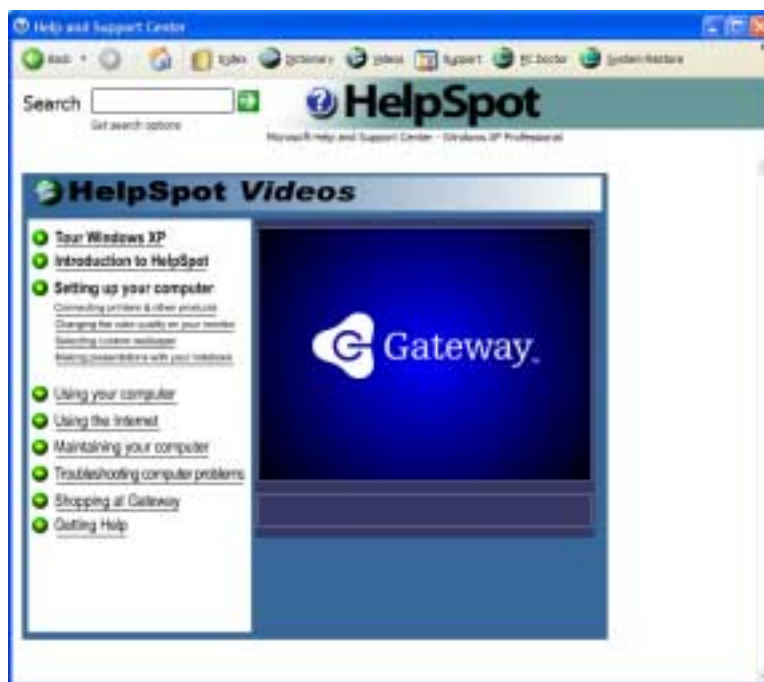 Help and Support Center
Back Index Dictionary Videos Support PC Doctor System Restore
Search
HelpSpot
Get search options
Microsoft Help and Support Center - Windows XP Professional
HelpSpot Videos
Tour Windows XP
Introduction to HelpSpot
Setting up your computer
Connecting printers & other products
Changing the color quality on your monitor
Selecting custom wallpaper
Making presentations with your notebook
Using your computer
Using the Internet
Maintaining your computer
Troubleshooting computer problems
Shopping at Gateway
Getting Help
Gateway™